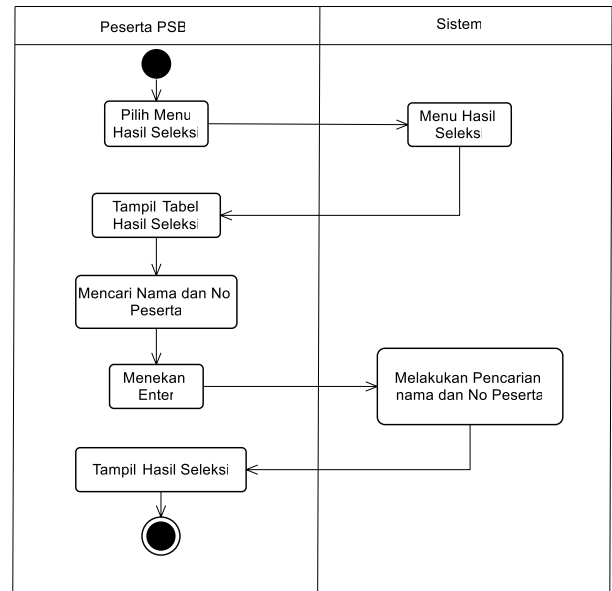 Peserta PSB
Sistem
Pilih Menu
Hasil Seleksi
Menu Hasil
Seleksi
Tampil Tabel
Hasil Seleksi
Mencari Nama dan No
Peserta
Menekan
Enter
Melakukan Pencarian
nama dan No Peserta
Tampil Hasil Seleksi